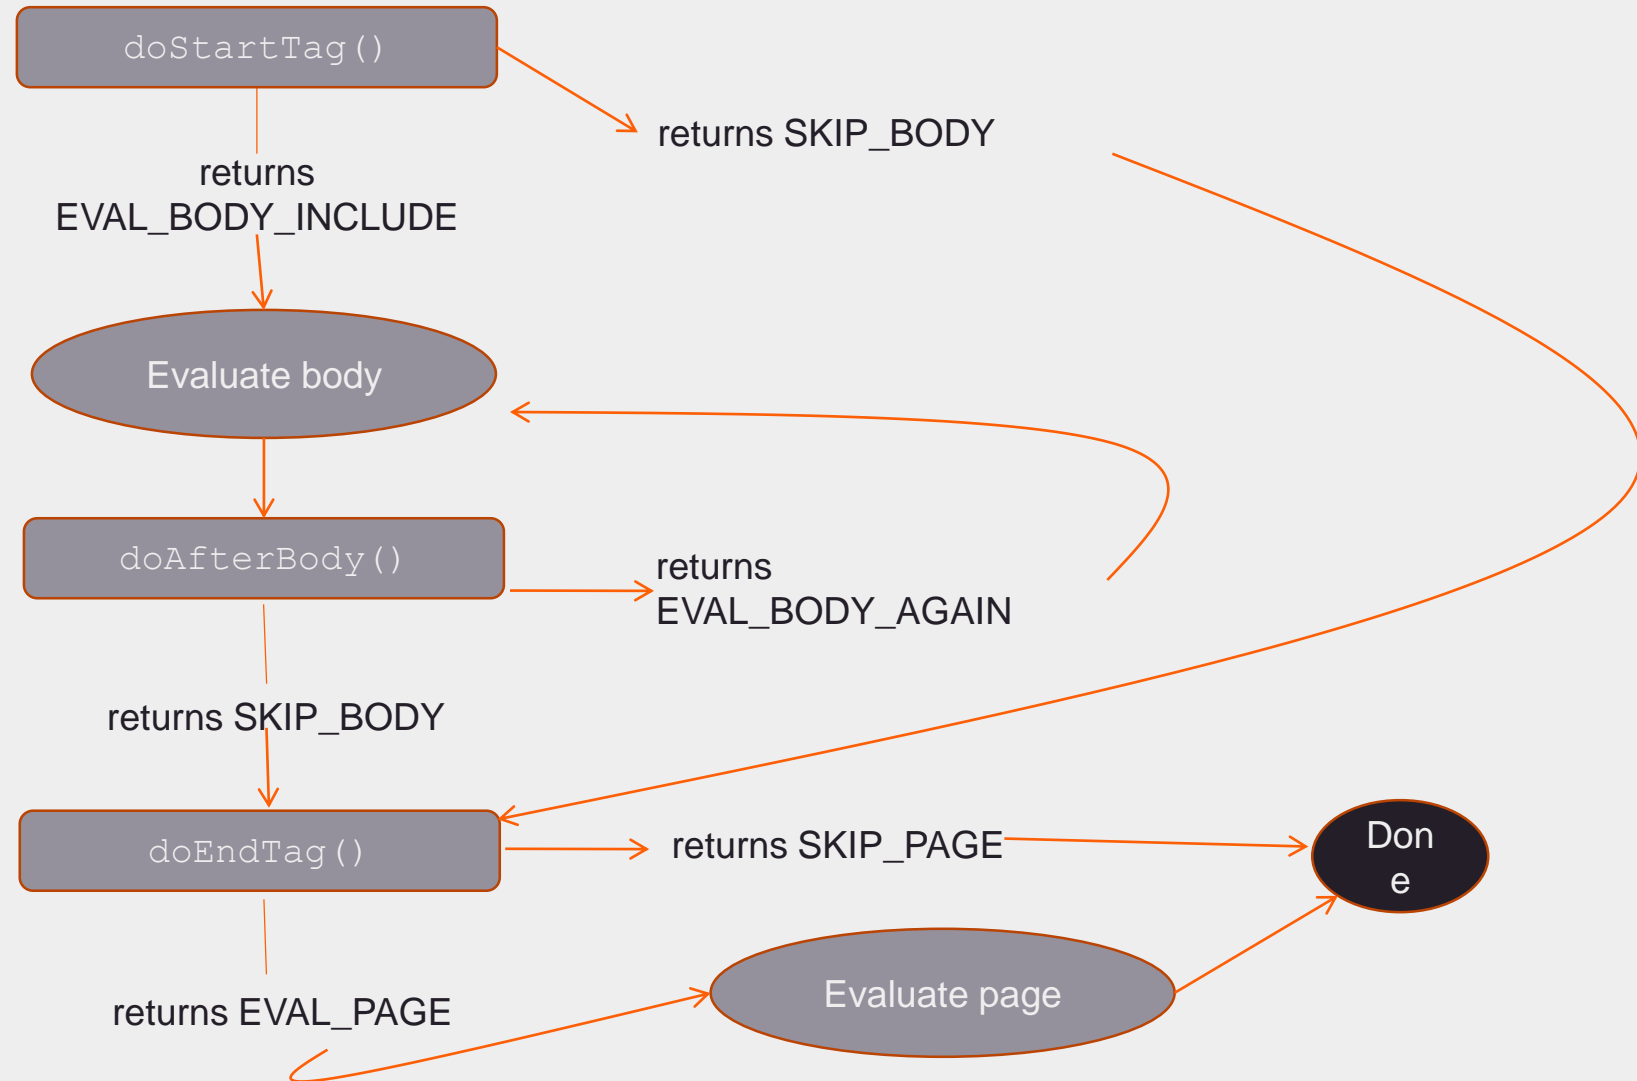 doStartTag()
returns SKIP_BODY
returns
EVAL_BODY_INCLUDE
Evaluate body
doAfterBody()
returns
EVAL_BODY_AGAIN
returns SKIP_BODY
doEndTag()
returns SKIP_PAGE
Don
e
Evaluate page
returns EVAL_PAGE